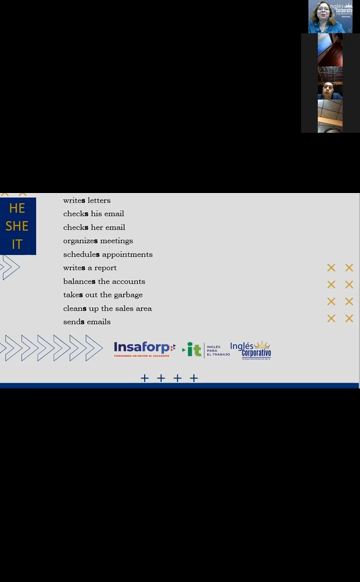 HE
SHE
IT
writes letters
checks his email
checks her email
organizes meetings
schedules appointments
writes a report
balances the accounts
takes out the garbage
cleans up the sales area
sends emails
Insaforp
it
INGLÉS
PARA
EL TRABAJO
Inglés
Corporativo